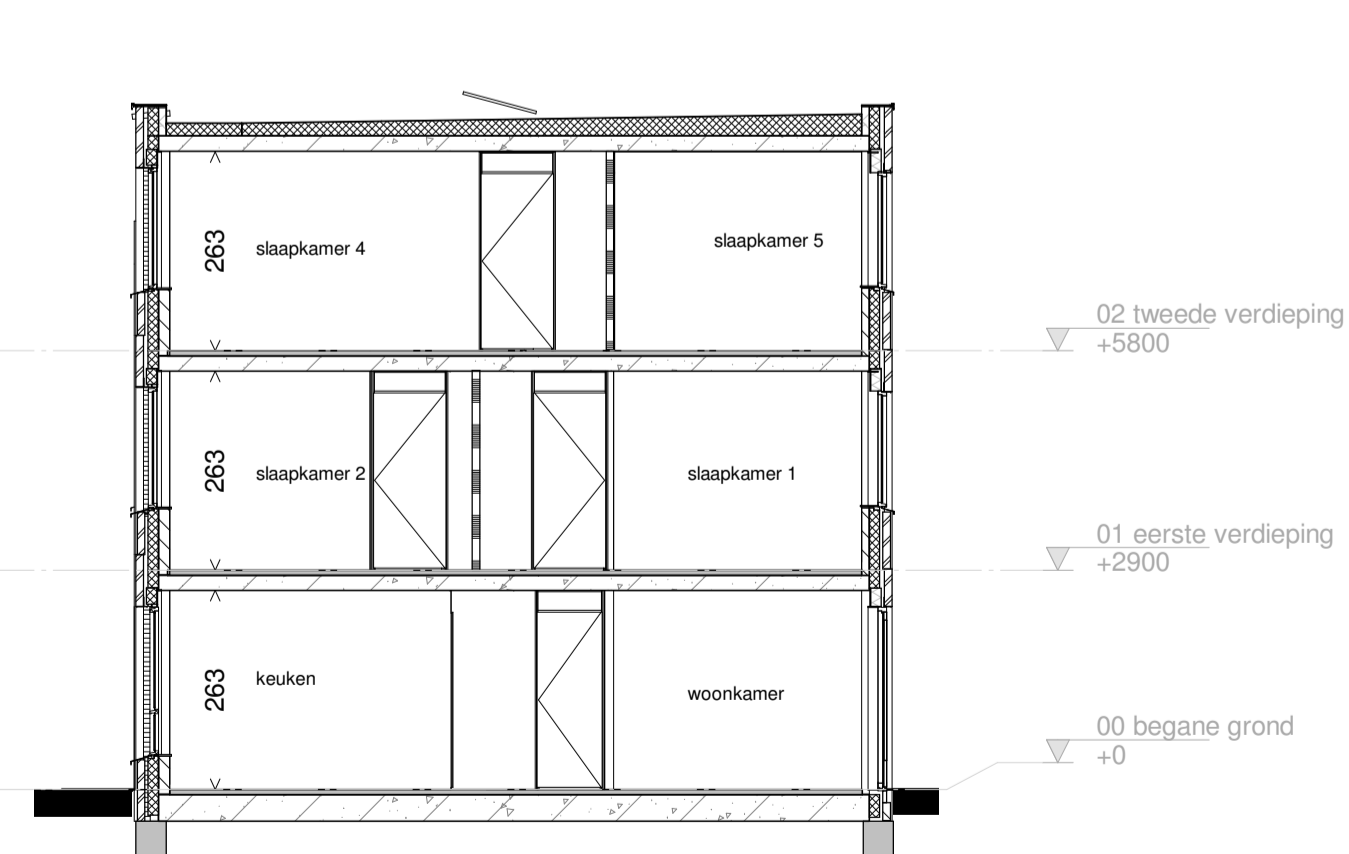 263
slaapkamer 4
slaapkamer 5
02 tweede verdieping
+5800
263
slaapkamer 2
slaapkamer 1
01 eerste verdieping
+2900
263
keuken
woonkamer
00 begane grond
+0